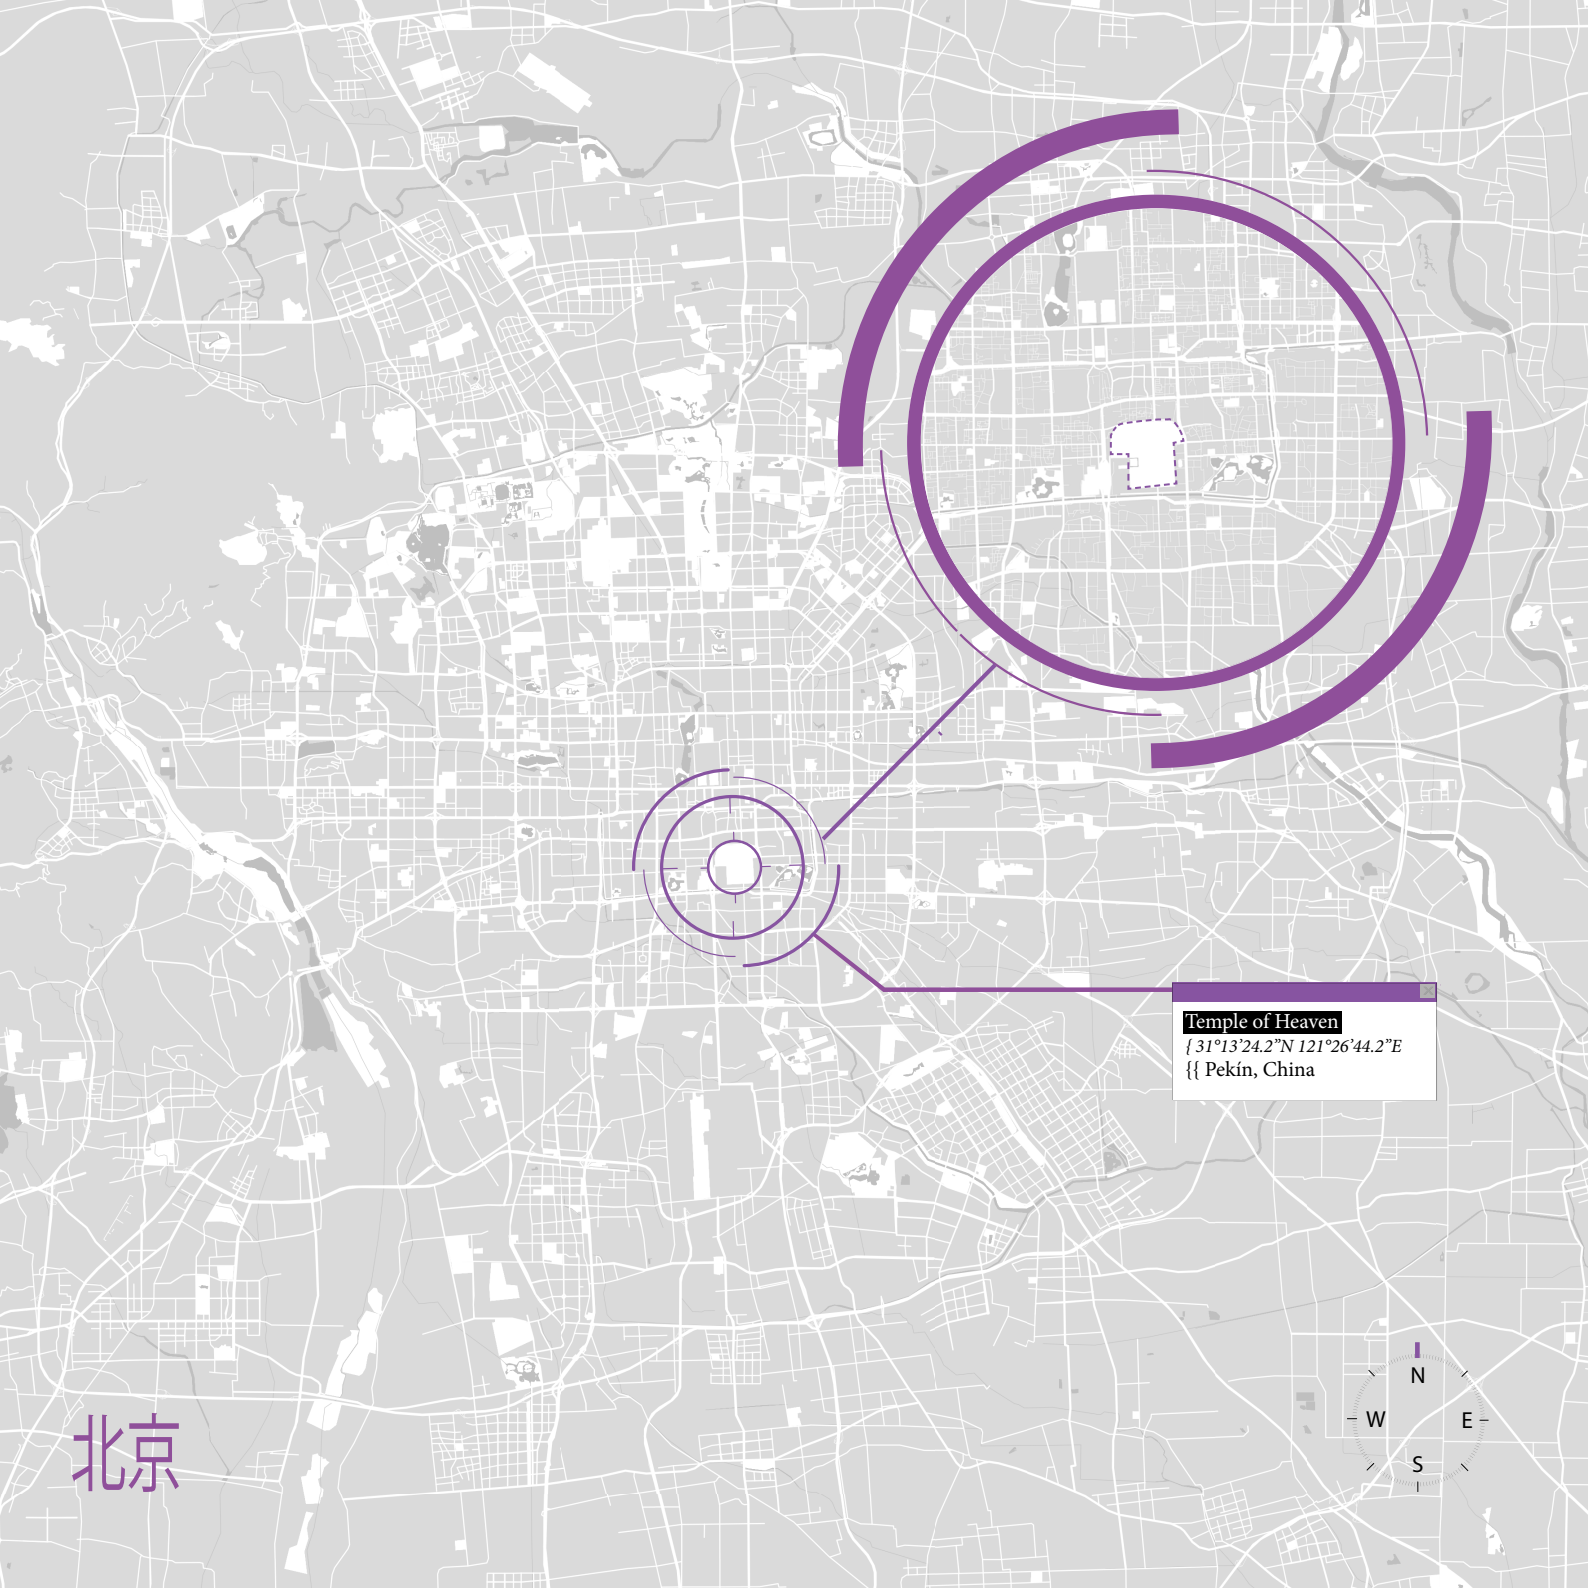 Temple of Heaven
{ 31°13’24.2”N 121°26’44.2”E
{{ Pekín, China
N
W E
S
北京